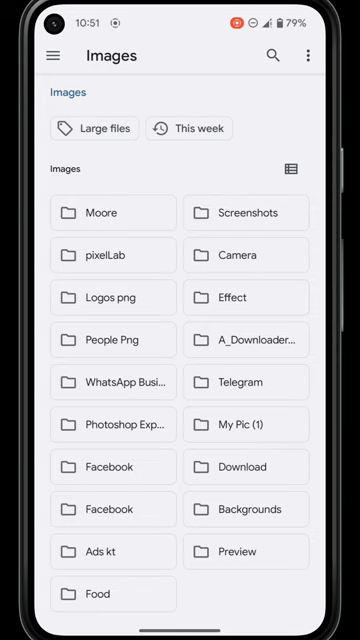 10:51
79%
Images
Images
Large files
This week
Images
Moore
Screenshots
pixelLab
Camera
Logos png
Effect
People Png
A_Downloader...
WhatsApp Busi...
Telegram
Photoshop Exp...
My Pic (1)
Facebook
Download
Facebook
Backgrounds
Ads kt
Preview
Food